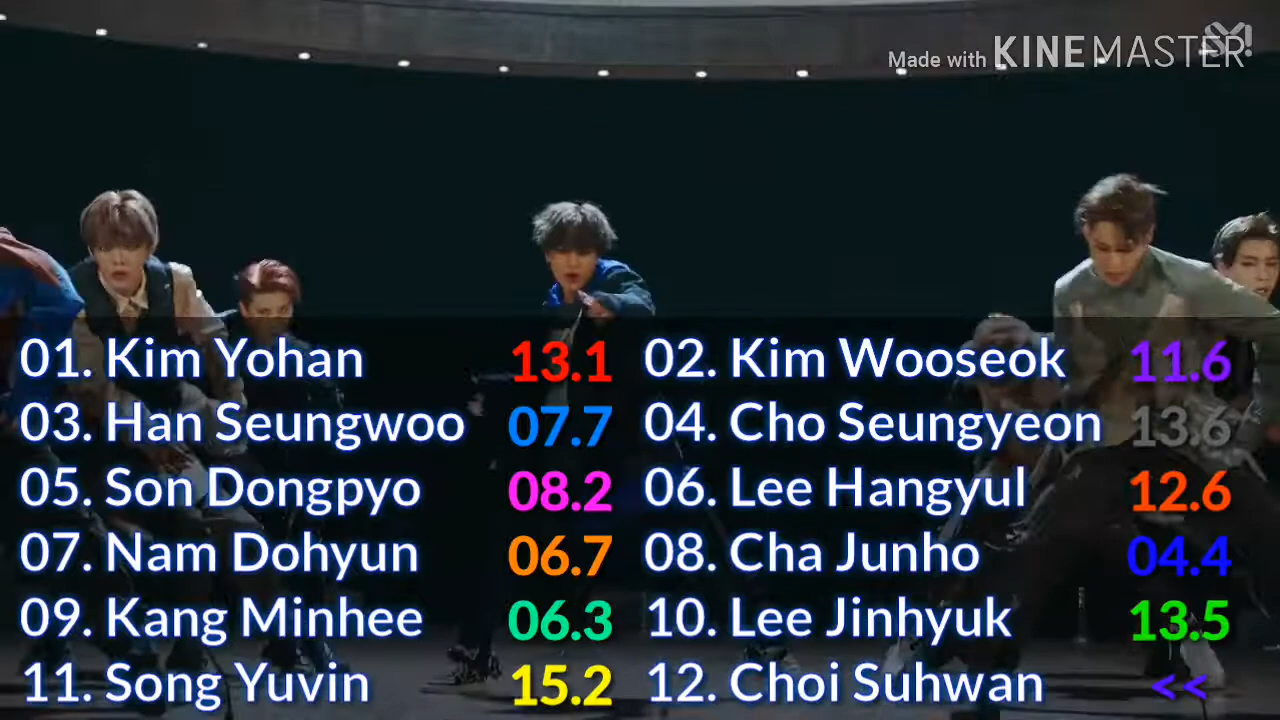 Made with KINEMASTER
01. Kim Yohan 13.1 02. Kim Wooseok 11.6
03. Han Seungwoo 07.7 04. Cho Seungyeon 13.6
05. Son Dongpyo 08.2 06. Lee Hangyul 12.6
07. Nam Dohyun 06.7 08. Cha Junho 04.4
09. Kang Minhee 06.3 10. Lee Jinhyuk 13.5
11. Song Yuvin 15.2 12. Choi Suhwan <<